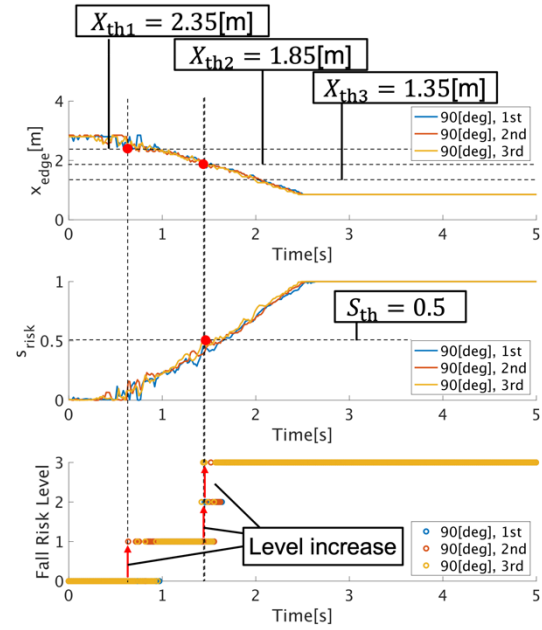 X_th1 = 2.35[m]
X_th2 = 1.85[m]
X_th3 = 1.35[m]
x_edge [m]
4
2
0
90[deg], 1st
90[deg], 2nd
90[deg], 3rd
0 1 2 3 4 5
Time[s]
s_risk
1
0.5
0
S_th = 0.5
90[deg], 1st
90[deg], 2nd
90[deg], 3rd
0 1 2 3 4 5
Time[s]
Fall Risk Level
3
2
1
0
Level increase
90[deg], 1st
90[deg], 2nd
90[deg], 3rd
0 1 2 3 4 5
Time[s]